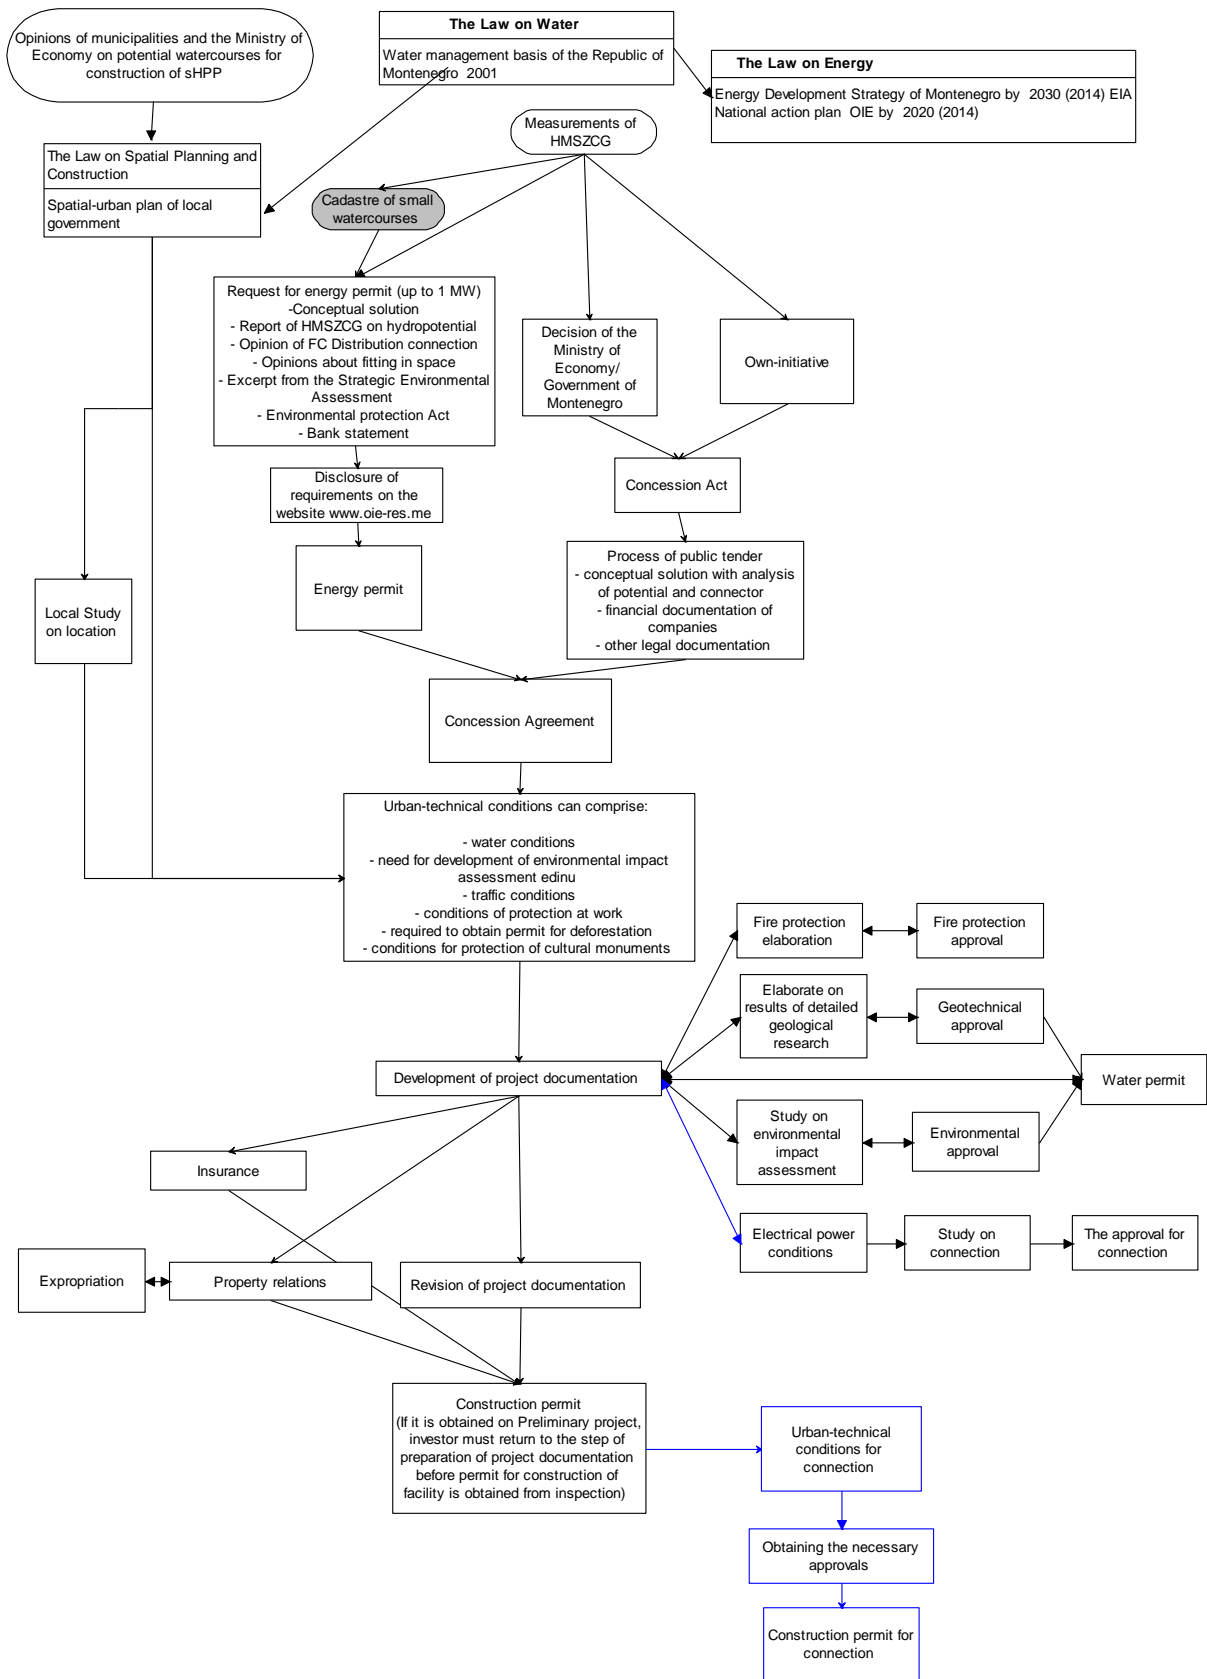 Opinions of municipalities and the Ministry of
Economy on potential watercourses for
construction of sHPP
The Law on Water
Water management basis of the Republic of
Montenegro 2001
The Law on Energy
Energy Development Strategy of Montenegro by 2030 (2014) EIA
National action plan OIE by 2020 (2014)
Measurements of
HMSZCG
The Law on Spatial Planning and
Construction
Spatial-urban plan of local
government
Cadastre of small
watercourses
Request for energy permit (up to 1 MW)
-Conceptual solution
- Report of HMSZCG on hydropotential
- Opinion of FC Distribution connection
- Opinions about fitting in space
- Excerpt from the Strategic Environmental
Assessment
- Environmental protection Act
- Bank statement
Decision of the
Ministry of
Economy/
Government of
Montenegro
Own-initiative
Disclosure of
requirements on the
website www.oie-res.me
Concession Act
Energy permit
Process of public tender
- conceptual solution with analysis
of potential and connector
- financial documentation of
companies
- other legal documentation
Local Study
on location
Concession Agreement
Urban-technical conditions can comprise:
- water conditions
- need for development of environmental impact
assessment edinu
- traffic conditions
- conditions of protection at work
- required to obtain permit for deforestation
- conditions for protection of cultural monuments
Fire protection
elaboration
Fire protection
approval
Elaborate on
results of detailed
geological
research
Geotechnical
approval
Development of project documentation
Water permit
Study on
environmental
impact
assessment
Environmental
approval
Insurance
Electrical power
conditions
Study on
connection
The approval for
connection
Expropriation
Property relations
Revision of project documentation
Construction permit
(If it is obtained on Preliminary project,
investor must return to the step of
preparation of project documentation
before permit for construction of
facility is obtained from inspection)
Urban-technical
conditions for
connection
Obtaining the necessary
approvals
Construction permit for
connection